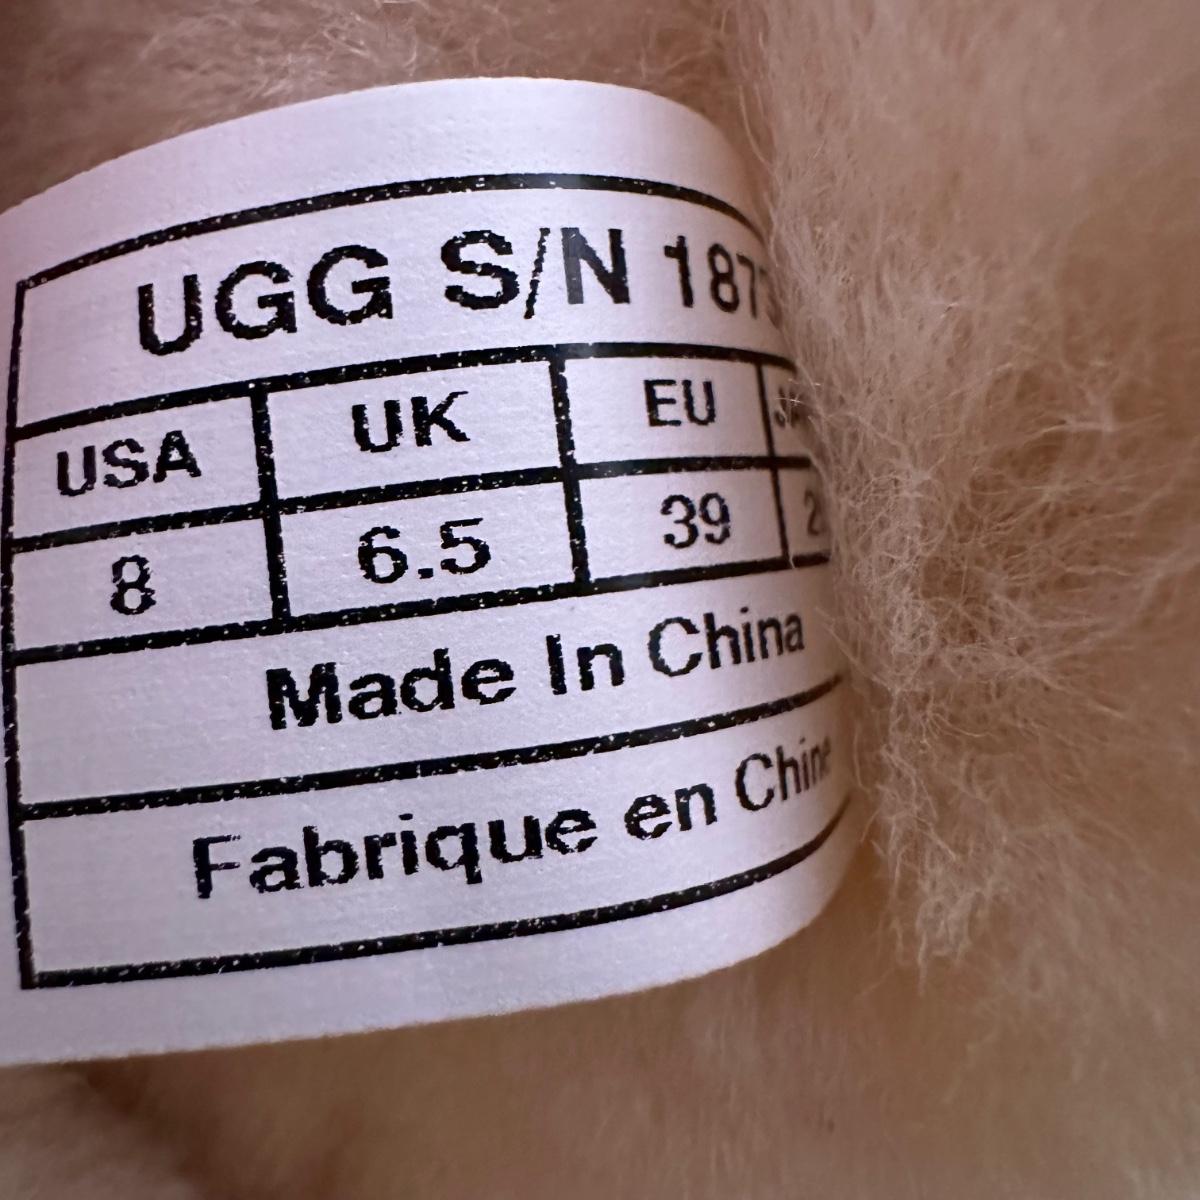 UGG S/N 187
USA UK EU
8 6.5 39
Made In China
Fabrique en Chine